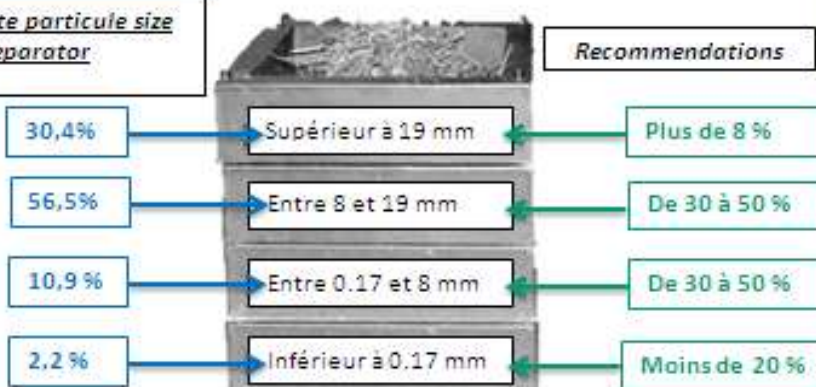 particule size
Recommendations
30,4% Supérieur à 19 mm Plus de 8 %
56,5% Entre 8 et 19 mm De 30 à 50 %
10,9 % Entre 0.17 et 8 mm De 30 à 50 %
2,2 % Inférieur à 0.17 mm Moins de 20 %